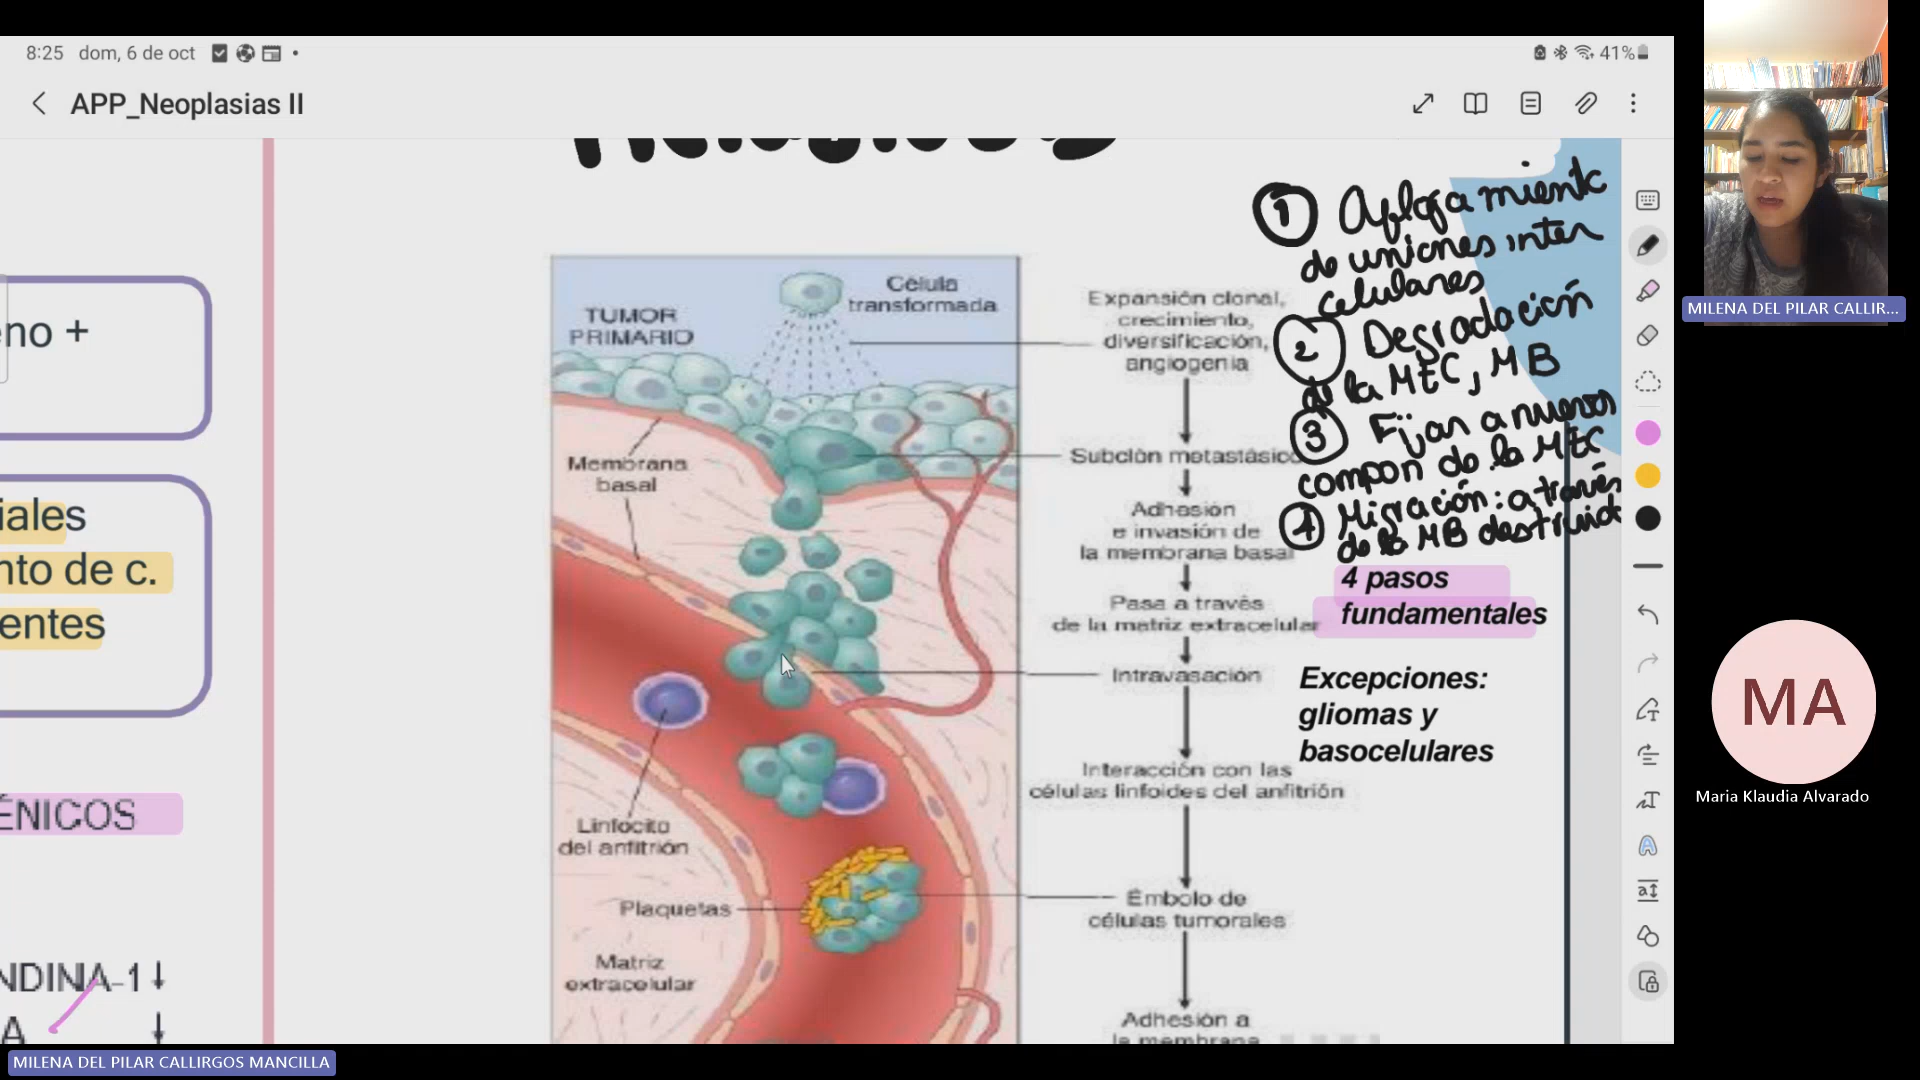 8:25 dom, 6 de oct
41%
APP_Neoplasias II
eno +
iales
nto de c.
entes
ÉNICOS
NDINA-1 ↓
A ↓
TUMOR
PRIMARIO
Célula
transformada
Membrana
basal
Linfocito
del anfitrión
Plaquetas
Matriz
extracelular
Expansión clonal,
crecimiento,
diversificación,
angiogenia
Subclón metastásico
Adhesión
e invasión de
la membrana basal
Pasa a través
de la matriz extracelular
Intravasación
Interacción con las
células linfoides del anfitrión
Émbolo de
células tumorales
Adhesión a
la membrana
① Aflojamiento
de uniones inter
celulares
② Degradación
de la MEC, MB
③ Fijan a nuevos
compon de la MEC
④ Migración: a través
de la MB destruida
4 pasos
fundamentales
Excepciones:
gliomas y
basocelulares
MILENA DEL PILAR CALLIR...
MA
Maria Klaudia Alvarado
MILENA DEL PILAR CALLIRGOS MANCILLA